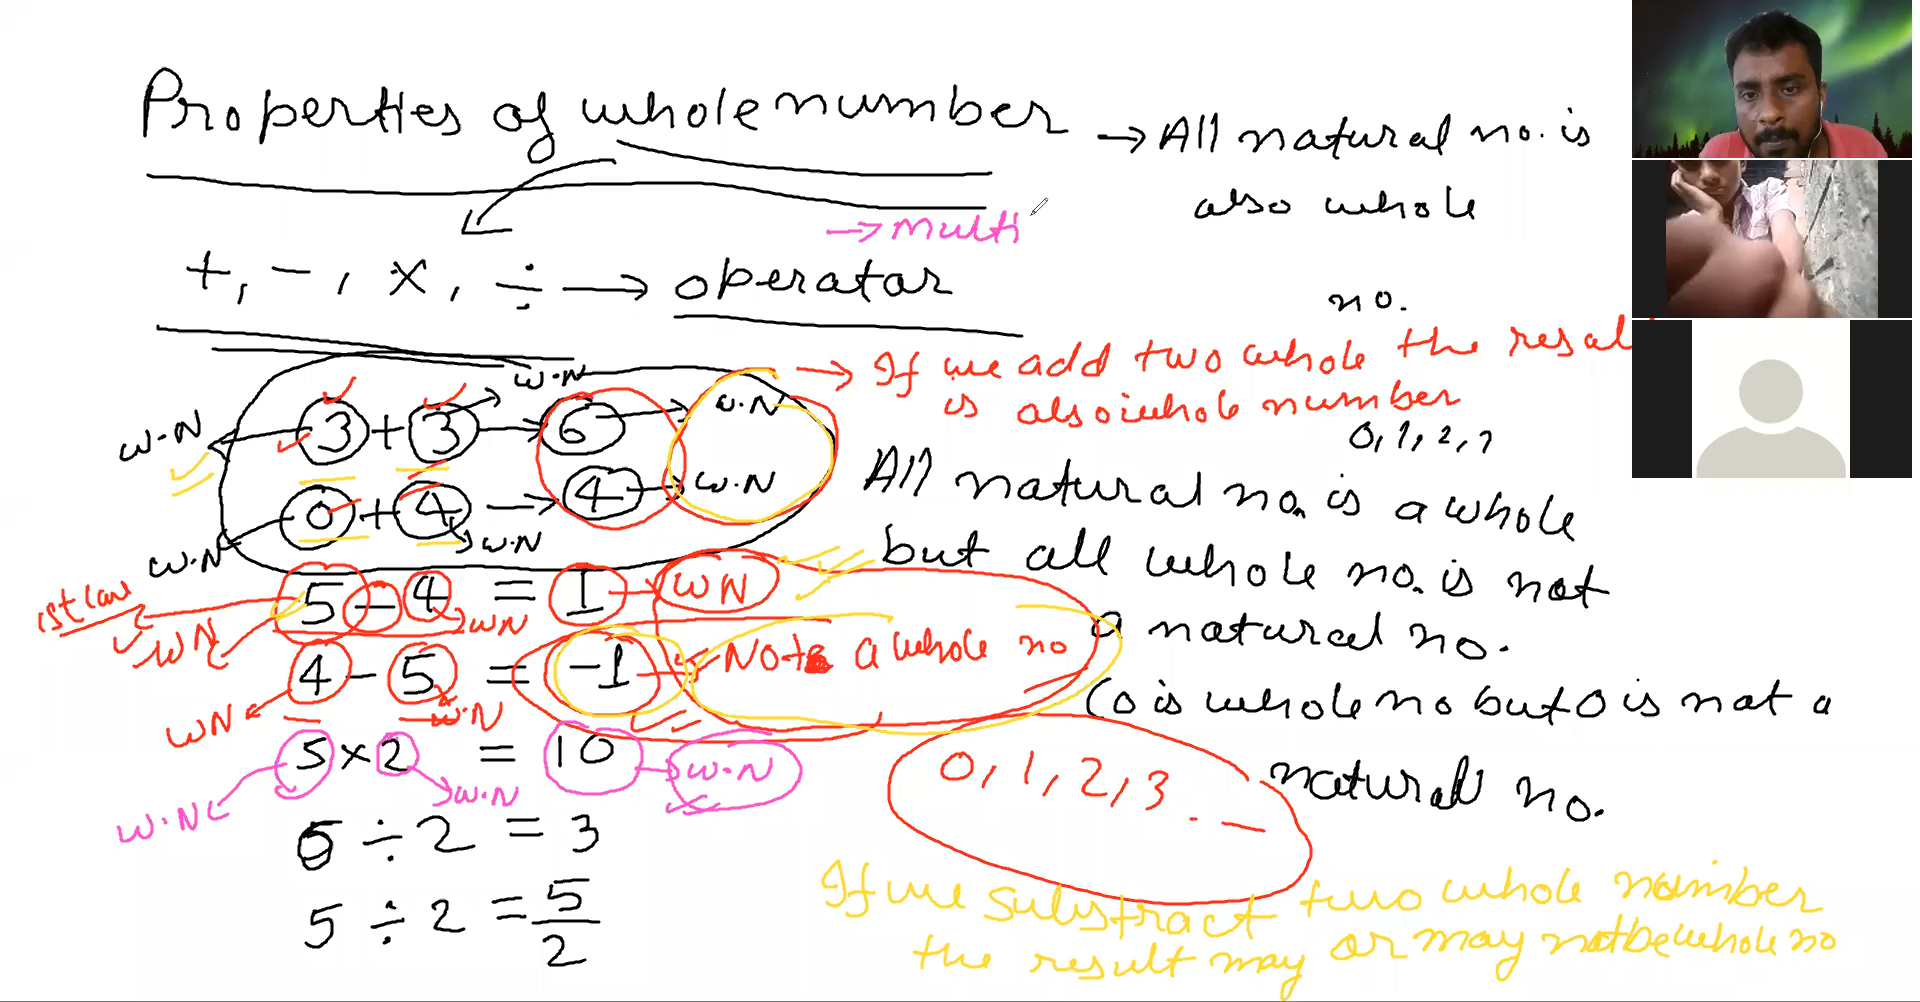 Properties of whole number
→ All natural no. is
also whole
no.
→ multi
+, -, ×, ÷ → operator
→ If we add two whole the resul
is also whole number
0, 1, 2, 
W.N
W.N 3 + 3 → 6 → W.N
0 + 4 → 4 → W.N
W.N W.N
All natural no. is a whole
but all whole no. is not
a natural no.
(0 is whole no but 0 is not a
natural no.
1st law
5 - 4 = 1 → WN
WN WN
4 - 5 = -1 → Not a whole no
WN W.N
5 × 2 = 10 → W.N
W.N W.N
0, 1, 2, 3 . —
6 ÷ 2 = 3
5 ÷ 2 = 5/2
If we substract two whole number
the result may or may not be whole no